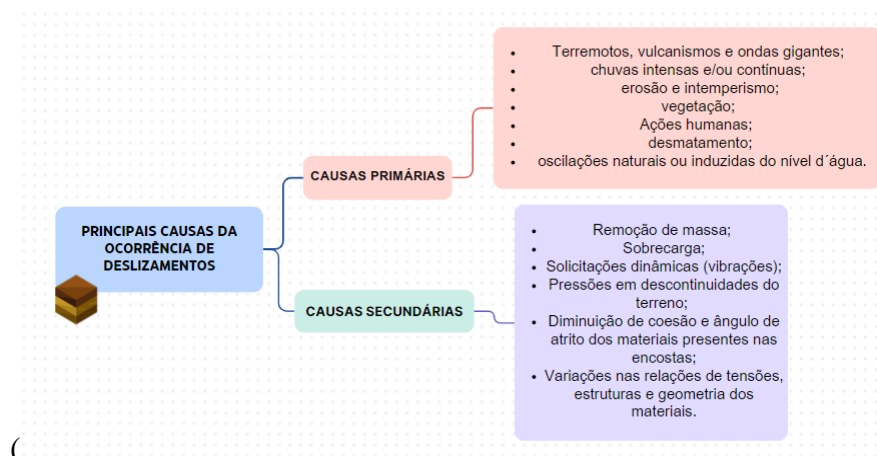 • Terremotos, vulcanismos e ondas gigantes;
• chuvas intensas e/ou contínuas;
• erosão e intemperismo;
• vegetação;
• Ações humanas;
• desmatamento;
• oscilações naturais ou induzidas do nível d´água.
CAUSAS PRIMÁRIAS
PRINCIPAIS CAUSAS DA
OCORRÊNCIA DE
DESLIZAMENTOS
CAUSAS SECUNDÁRIAS
• Remoção de massa;
• Sobrecarga;
• Solicitações dinâmicas (vibrações);
• Pressões em descontinuidades do
terreno;
• Diminuição de coesão e ângulo de
atrito dos materiais presentes nas
encostas;
• Variações nas relações de tensões,
estruturas e geometria dos
materiais.
(